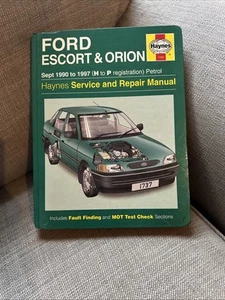 FORD
ESCORT & ORION
Haynes
Sept 1990 to 1997 (H to P registration) Petrol
Haynes Service and Repair Manual
1737
Includes Fault Finding and MOT Test Check Sections